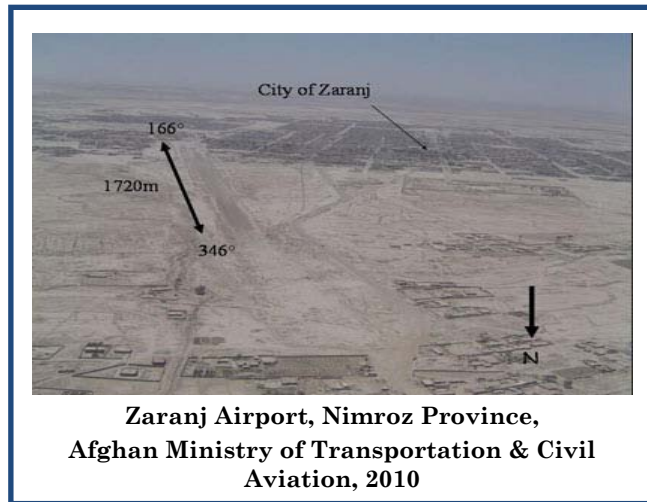 City of Zaranj
166°
1720m
346°
N
Zaranj Airport, Nimroz Province,
Afghan Ministry of Transportation & Civil
Aviation, 2010